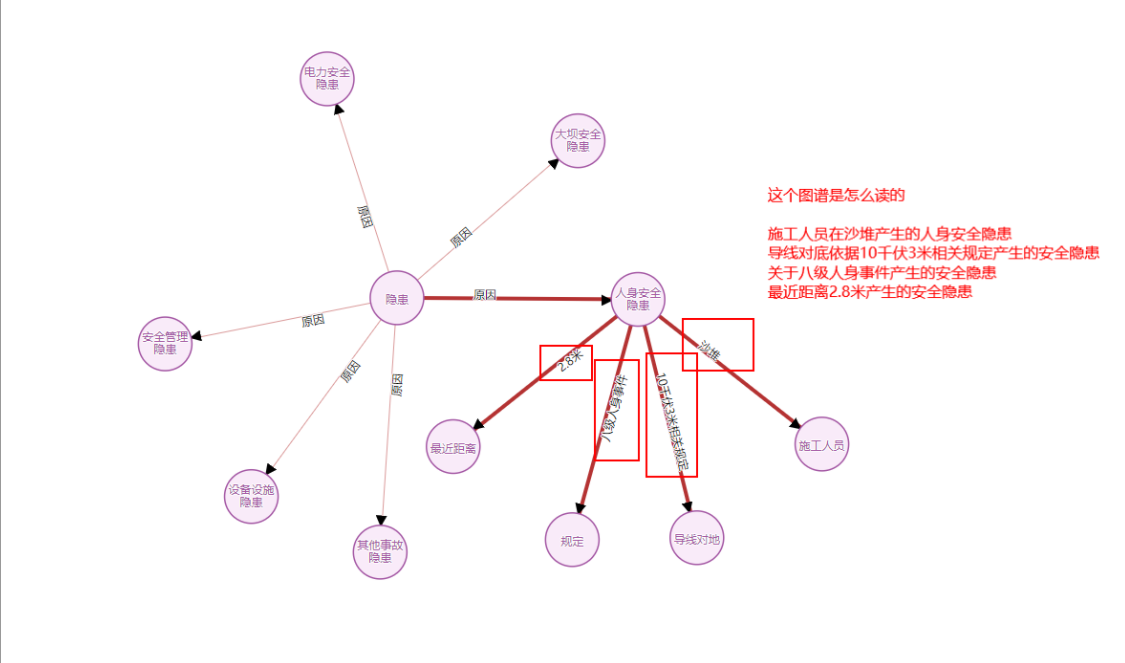 电力安全
隐患
大坝安全
隐患
这个图谱是怎么读的
原因
原因
施工人员在沙堆产生的人身安全隐患
导线对底依据10千伏3米相关规定产生的安全隐患
关于八级人身事件产生的安全隐患
最近距离2.8米产生的安全隐患
隐患
原因
人身安全
隐患
安全管理
隐患
原因
原因
原因
2.8米
八级人身事件
10千伏3米相关规定
沙堆
最近距离
施工人员
设备设施
隐患
其他事故
隐患
规定
导线对地